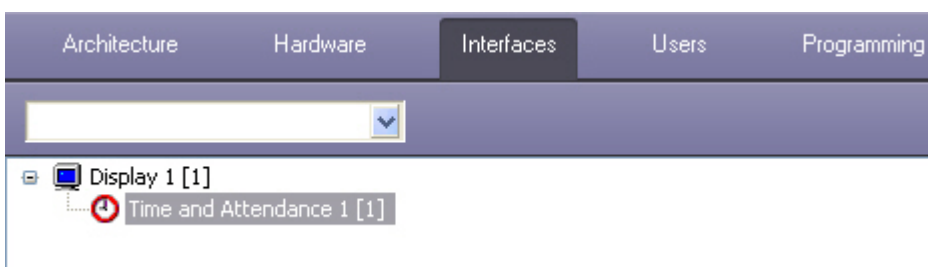 Architecture Hardware Interfaces Users Programming
Display 1 [1]
Time and Attendance 1 [1]